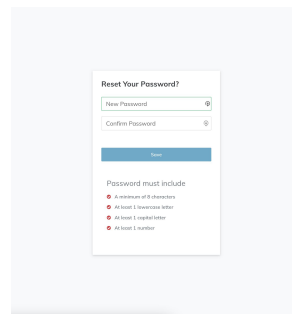 Reset Your Password?
New Password
Confirm Password
Save
Password must include
A minimum of 8 characters
At least 1 lowercase letter
At least 1 capital letter
At least 1 number